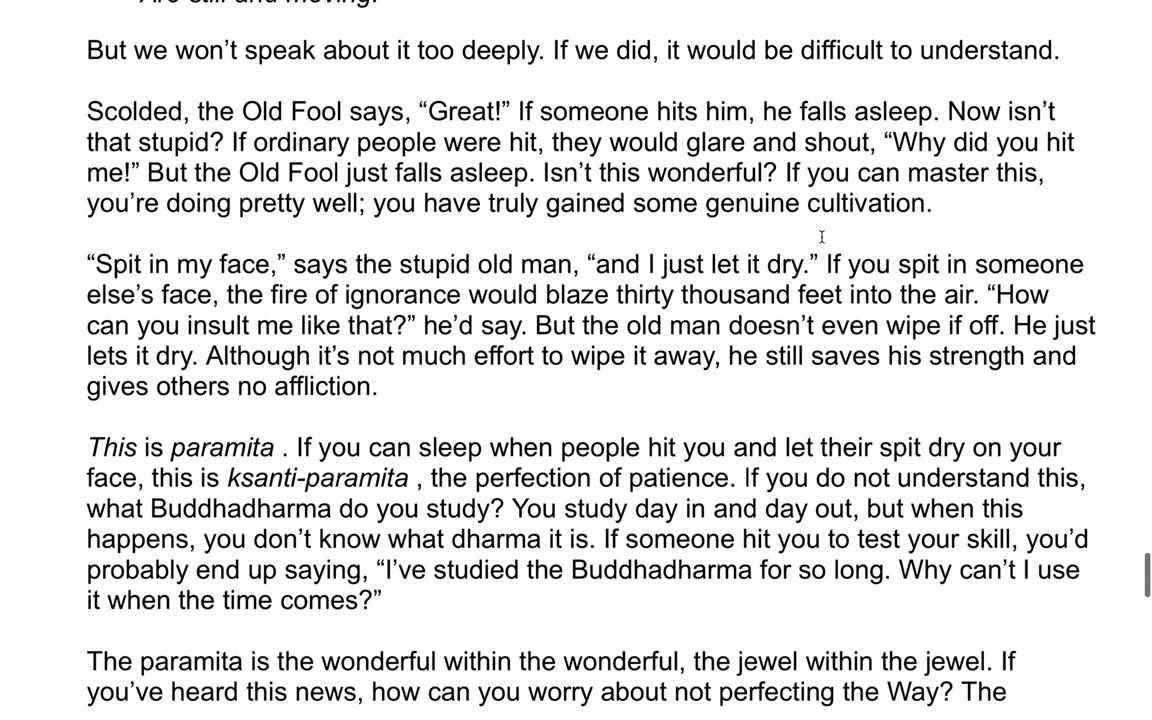 Are still and moving.
But we won’t speak about it too deeply. If we did, it would be difficult to understand.
Scolded, the Old Fool says, “Great!” If someone hits him, he falls asleep. Now isn’t
that stupid? If ordinary people were hit, they would glare and shout, “Why did you hit
me!” But the Old Fool just falls asleep. Isn’t this wonderful? If you can master this,
you’re doing pretty well; you have truly gained some genuine cultivation.
“Spit in my face,” says the stupid old man, “and I just let it dry.” If you spit in someone
else’s face, the fire of ignorance would blaze thirty thousand feet into the air. “How
can you insult me like that?” he’d say. But the old man doesn’t even wipe if off. He just
lets it dry. Although it’s not much effort to wipe it away, he still saves his strength and
gives others no affliction.
This is paramita . If you can sleep when people hit you and let their spit dry on your
face, this is ksanti-paramita , the perfection of patience. If you do not understand this,
what Buddhadharma do you study? You study day in and day out, but when this
happens, you don’t know what dharma it is. If someone hit you to test your skill, you’d
probably end up saying, “I’ve studied the Buddhadharma for so long. Why can’t I use
it when the time comes?”
The paramita is the wonderful within the wonderful, the jewel within the jewel. If
you’ve heard this news, how can you worry about not perfecting the Way? The